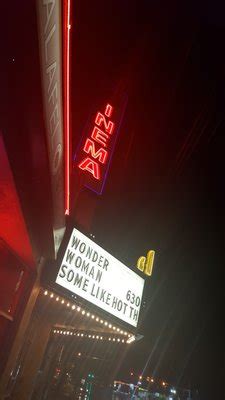 INEMA
WONDER
WOMAN 630
SOME LIKE HOT TH